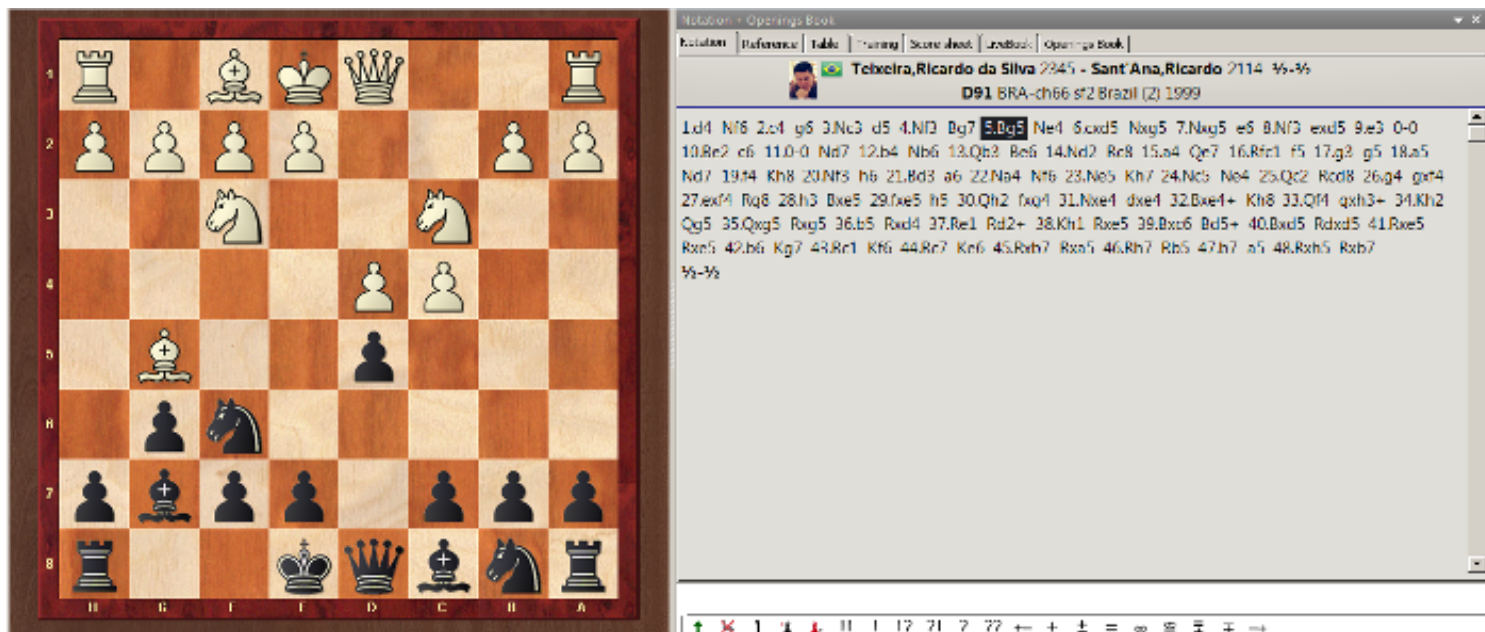 Notation + Openings Book
Notation Reference Table Training Score sheet LiveBook Openings Book
Teixeira,Ricardo da Silva 2345 - Sant'Ana,Ricardo 2114 ½-½
D91 BRA-ch66 sf2 Brazil (2) 1999
1.d4 Nf6 2.c4 g6 3.Nc3 d5 4.Nf3 Bg7 5.Bg5 Ne4 6.cxd5 Nxg5 7.Nxg5 e6 8.Nf3 exd5 9.e3 0-0
10.Be2 c6 11.0-0 Nd7 12.b4 Nb6 13.Qb3 Be6 14.Nd2 Rc8 15.a4 Qe7 16.Rfc1 f5 17.g3 g5 18.a5
Nd7 19.f4 Kh8 20.Nf3 h6 21.Bd3 a6 22.Na4 Nf6 23.Ne5 Kh7 24.Nc5 Ne4 25.Qc2 Rcd8 26.g4 gxf4
27.exf4 Rg8 28.h3 Bxe5 29.fxe5 h5 30.Qh2 fxg4 31.Nxe4 dxe4 32.Bxe4+ Kh8 33.Qf4 gxh3+ 34.Kh2
Qg5 35.Qxg5 Rxg5 36.b5 Rxd4 37.Re1 Rd2+ 38.Kh1 Rxe5 39.Bxc6 Bd5+ 40.Bxd5 Rdxd5 41.Rxe5
Rxe5 42.b6 Kg7 43.Rc1 Kf6 44.Rc7 Ke6 45.Rxb7 Rxa5 46.Rh7 Rb5 47.b7 a5 48.Rxh5 Rxb7
½-½
1
2
3
4
5
6
7
8
H G F E D C B A
!! ! !? ?! ? ?? +- + ± = ∞